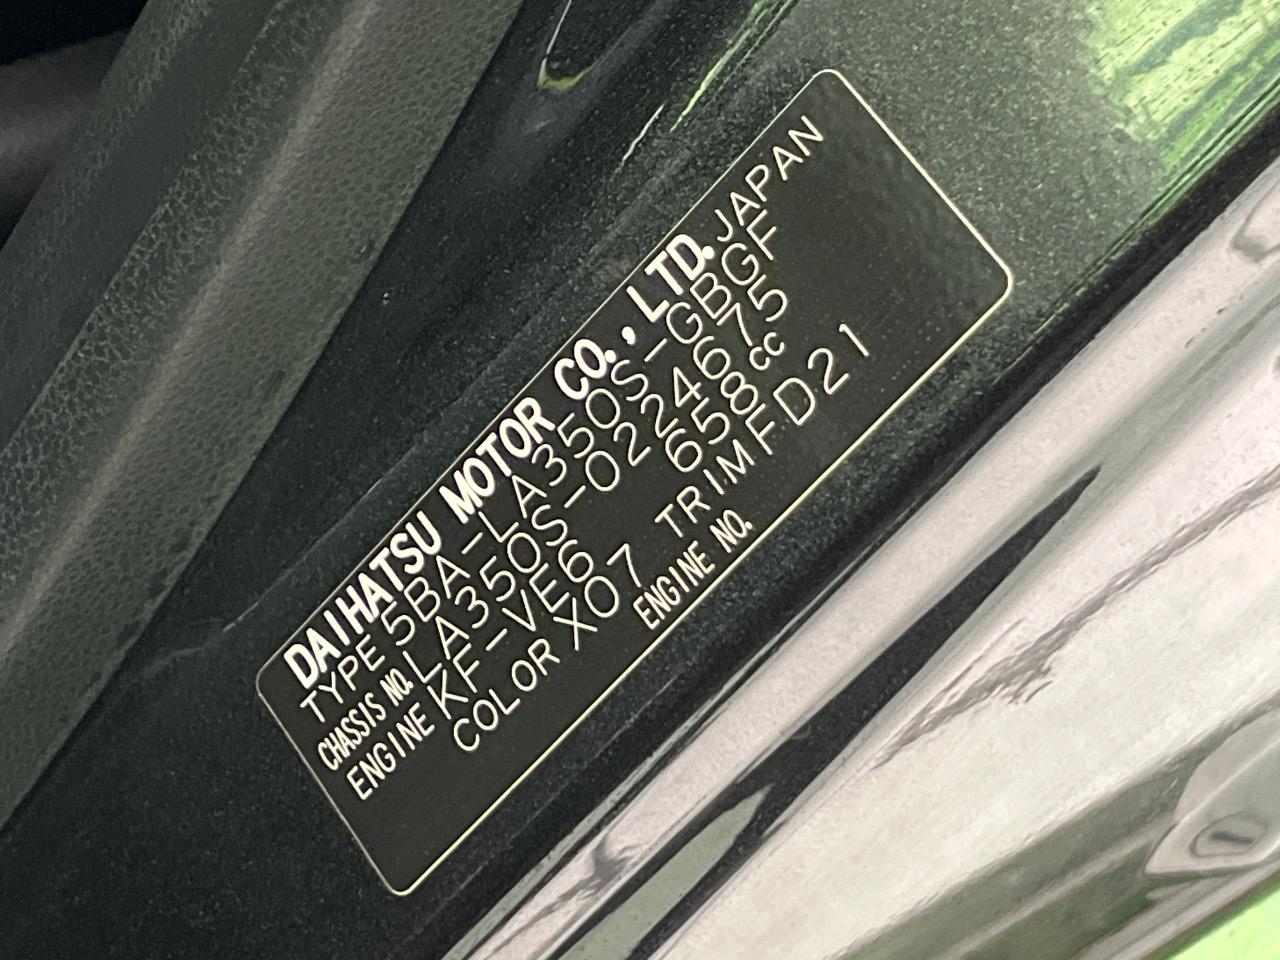 DAIHATSU MOTOR CO., LTD. JAPAN
TYPE 5BA-LA350S-GBGF
CHASSIS NO. LA350S-0224675
ENGINE KF-VE6 658cc
COLOR X07 TRIM FD21
ENGINE NO.